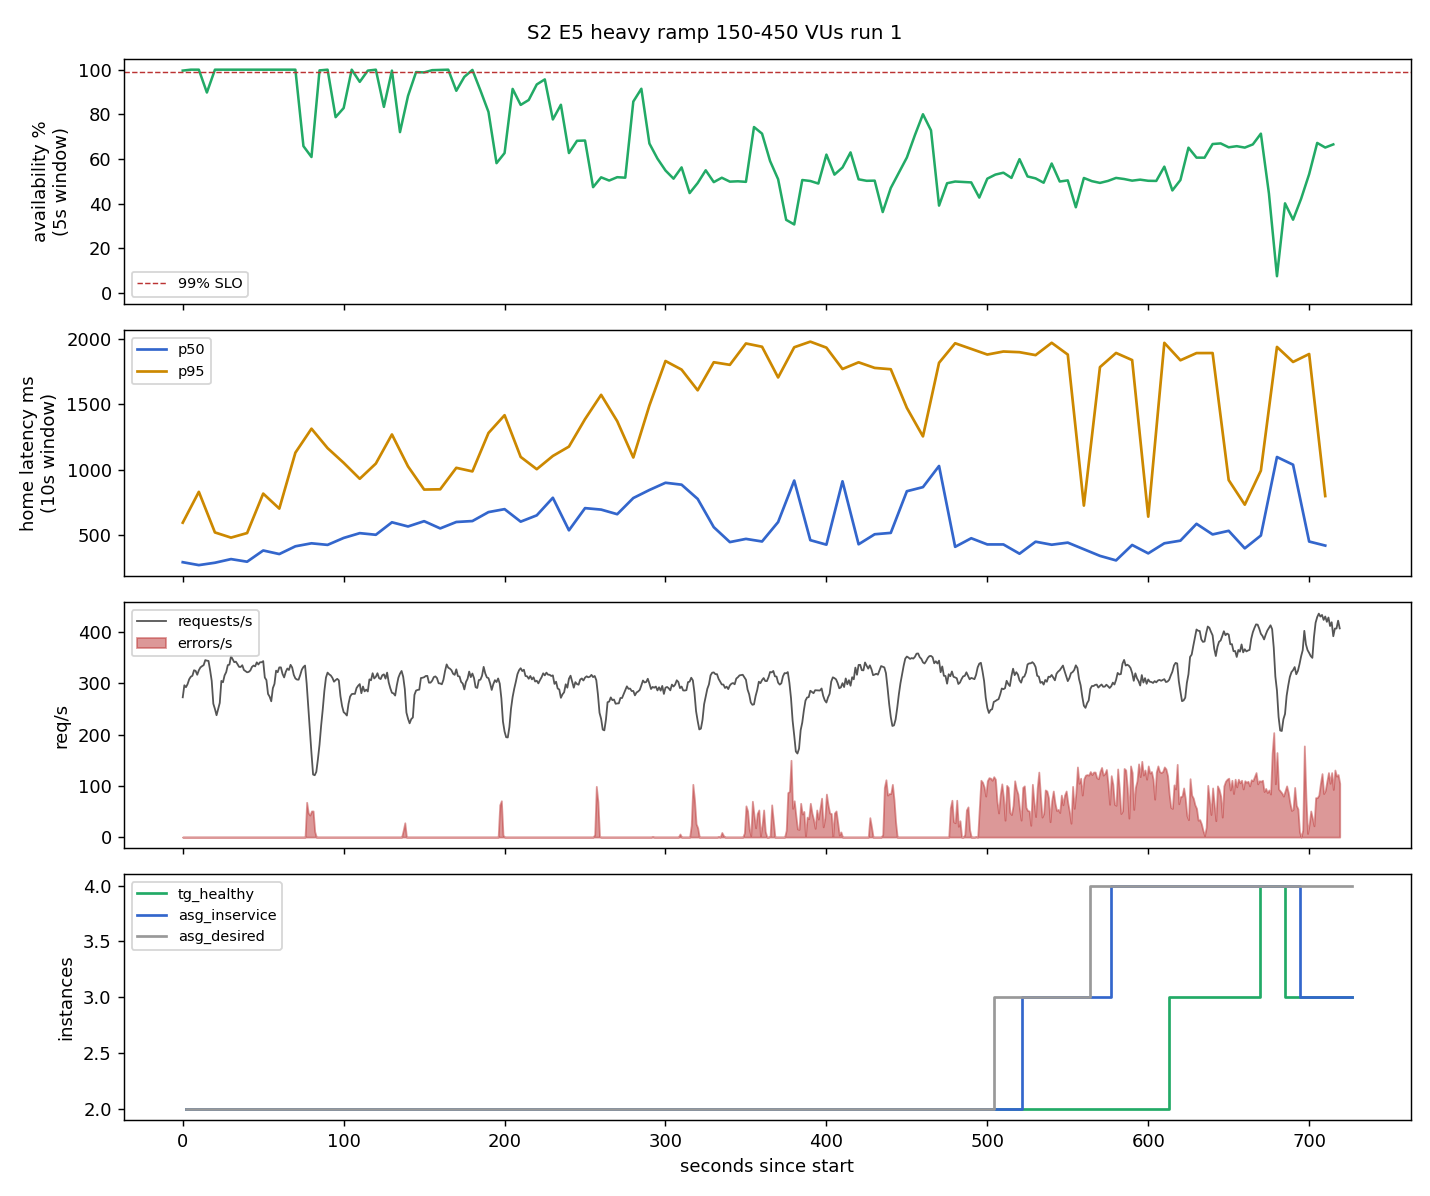 S2 E5 heavy ramp 150-450 VUs run 1
availability %
(5s window)
100
80
60
40
20
0
99% SLO
home latency ms
(10s window)
2000
1500
1000
500
p50
p95
req/s
400
300
200
100
0
requests/s
errors/s
instances
4.0
3.5
3.0
2.5
2.0
tg_healthy
asg_inservice
asg_desired
0 100 200 300 400 500 600 700
seconds since start